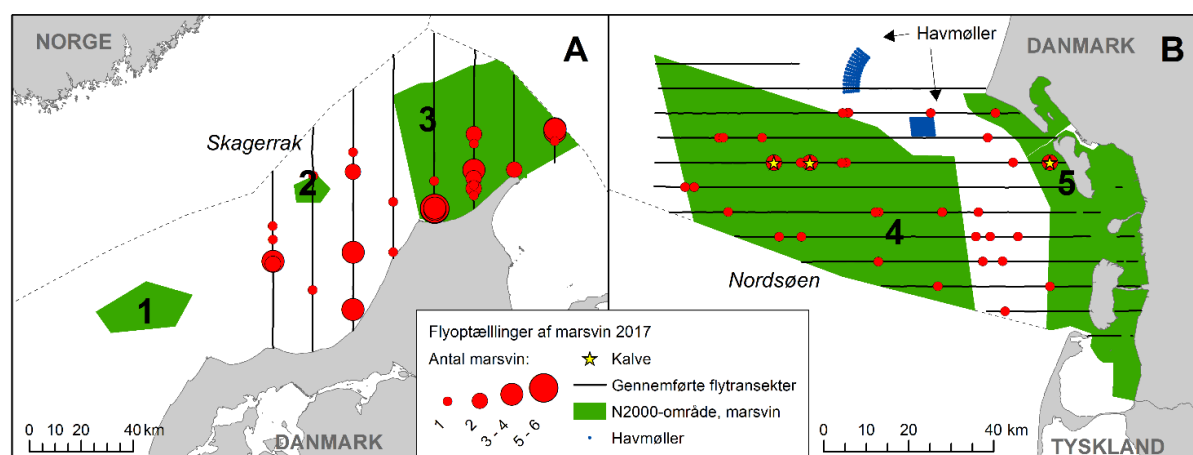 NORGE
A
3
Skagerrak
2
1
DANMARK
0 10 20 40 km
Havmøller
DANMARK
B
5
4
Nordsøen
TYSKLAND
0 10 20 40 km
Flyoptælllinger af marsvin 2017
Antal marsvin:
1
2
3 - 4
5 - 6
Kalve
Gennemførte flytransekter
N2000-område, marsvin
Havmøller